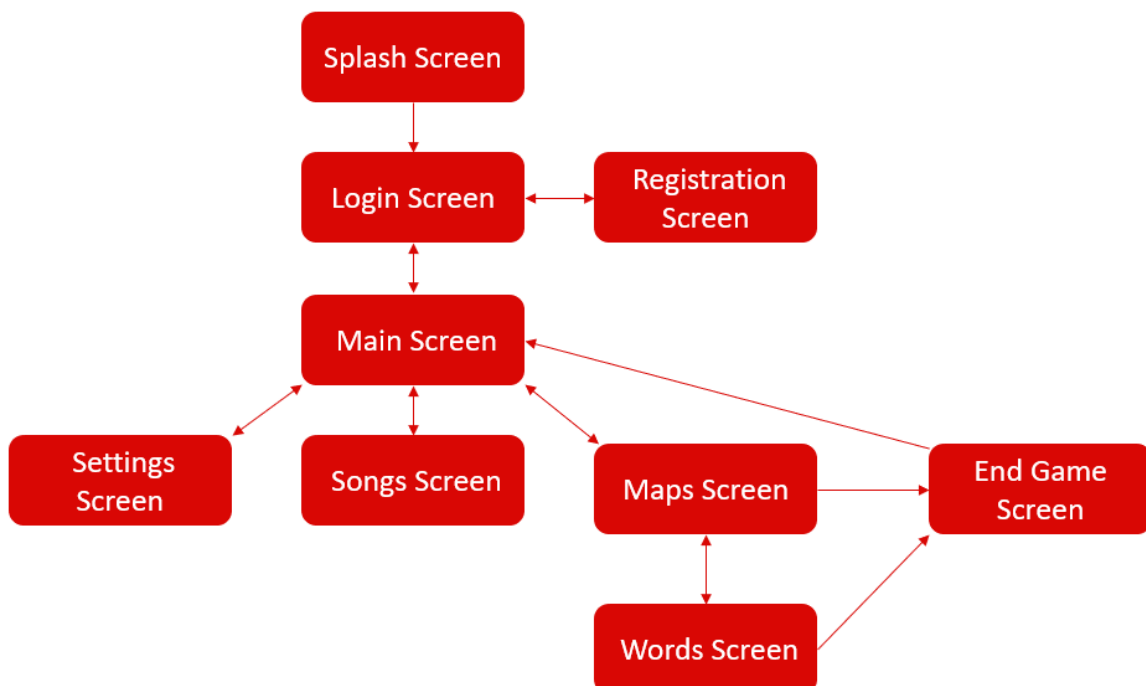 Splash Screen
Login Screen
Registration
Screen
Main Screen
Settings
Screen
Songs Screen
Maps Screen
End Game
Screen
Words Screen